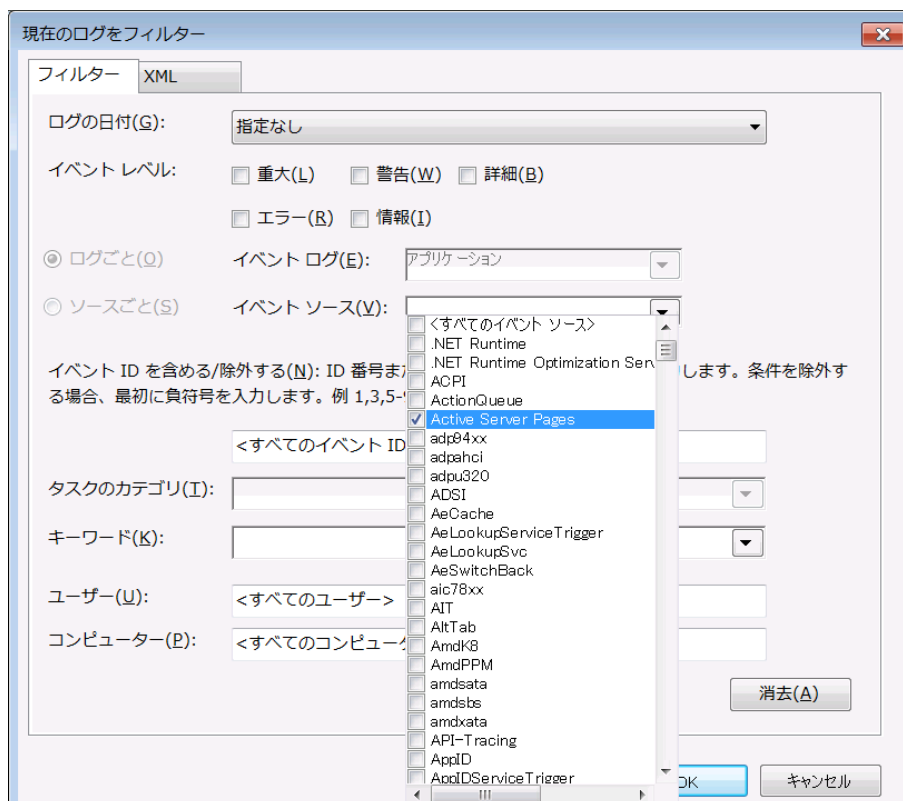 現在のログをフィルター
フィルター
XML
ログの日付(G):
指定なし
イベント レベル:
重大(L)
警告(W)
詳細(B)
エラー(R)
情報(I)
ログごと(O)
イベント ログ(E):
アプリケーション
ソースごと(S)
イベント ソース(V):
<すべてのイベント ソース>
.NET Runtime
.NET Runtime Optimization Serv
ACPI
ActionQueue
Active Server Pages
adp94xx
adpahci
adpu320
ADSI
AeCache
AeLookupServiceTrigger
AeLookupSvc
AeSwitchBack
aic78xx
AIT
AltTab
AmdK8
AmdPPM
amdsata
amdsbs
amdxata
API-Tracing
AppID
AppIDServiceTrigger
イベント ID を含める/除外する(N): ID 番号ま
します。条件を除外す
る場合、最初に負符号を入力します。例 1,3,5-
<すべてのイベント ID
タスクのカテゴリ(T):
キーワード(K):
ユーザー(U):
<すべてのユーザー>
コンピューター(P):
<すべてのコンピュー
消去(A)
OK
キャンセル